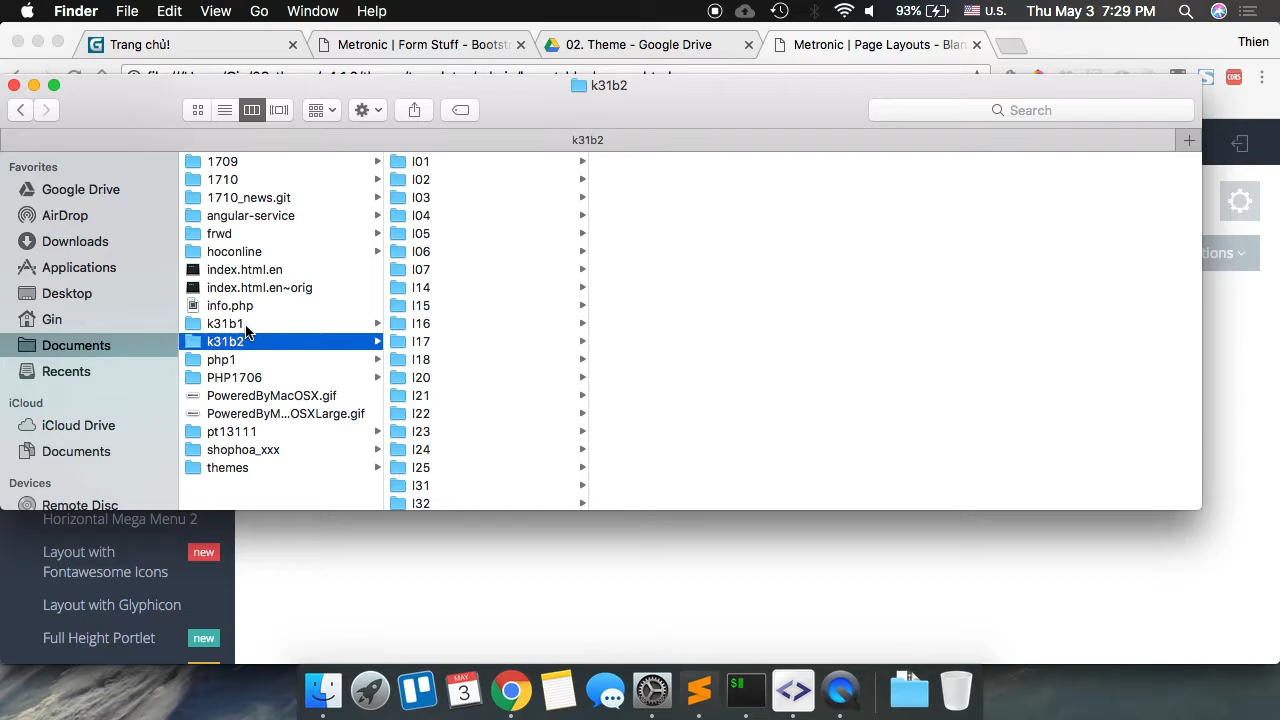 Finder File Edit View Go Window Help 93% U.S. Thu May 3 7:29 PM
Trang chủ! Metronic | Form Stuff - Bootst 02. Theme - Google Drive Metronic | Page Layouts - Blan Thien
k31b2
Search
k31b2
Favorites
Google Drive
AirDrop
Downloads
Applications
Desktop
Gin
Documents
Recents
iCloud
iCloud Drive
Documents
Devices
Remote Disc
1709
1710
1710_news.git
angular-service
frwd
hoconline
index.html.en
index.html.en~orig
info.php
k31b1
k31b2
php1
PHP1706
PoweredByMacOSX.gif
PoweredByM...OSXLarge.gif
pt13111
shophoa_xxx
themes
l01
l02
l03
l04
l05
l06
l07
l14
l15
l16
l17
l18
l20
l21
l22
l23
l24
l25
l31
l32
CORS
tions
Horizontal Mega Menu 2
Layout with new
Fontawesome Icons
Layout with Glyphicon
Full Height Portlet new
MAY
3
$